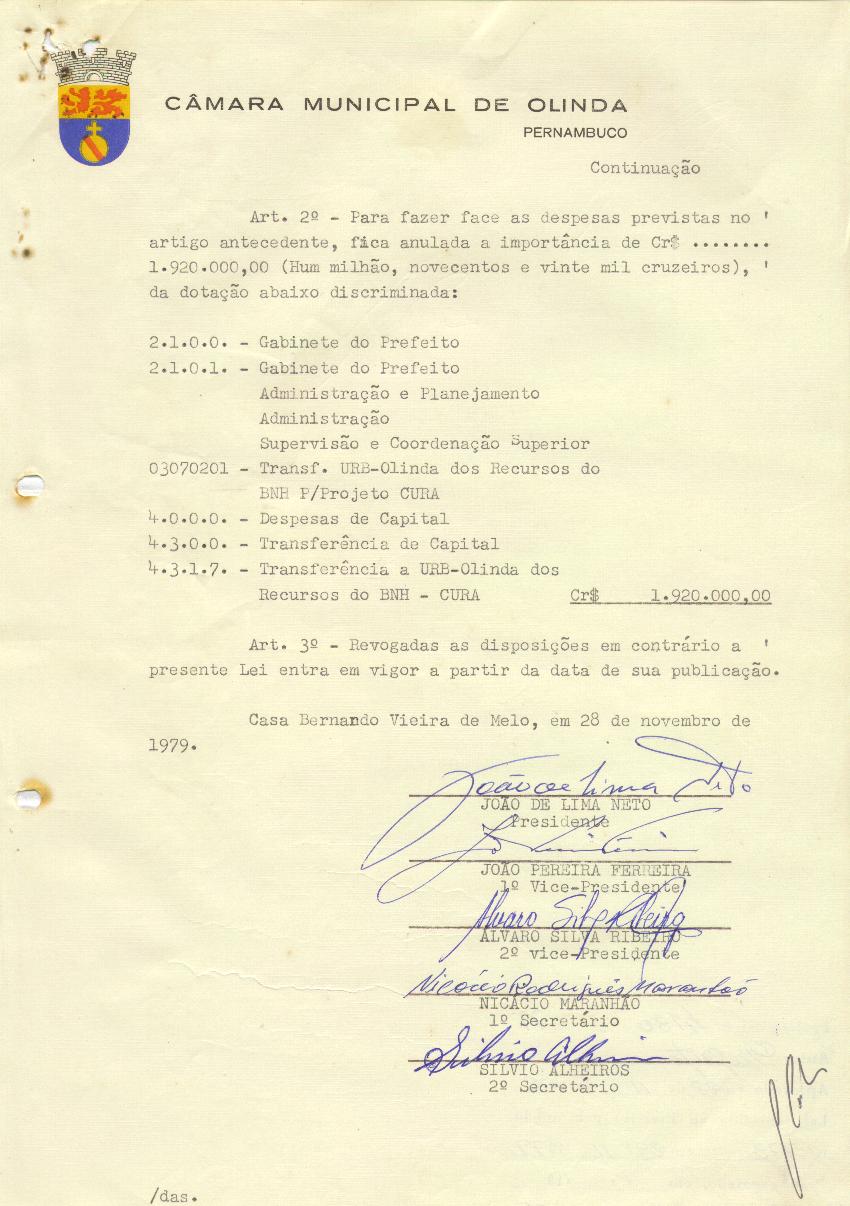 CÂMARA MUNICIPAL DE OLINDA
PERNAMBUCO
Continuação
Art. 2º - Para fazer face as despesas previstas no '
artigo antecedente, fica anulada a importância de Cr$ ........
1.920.000,00 (Hum milhão, novecentos e vinte mil cruzeiros), '
da dotação abaixo discriminada:
2.1.0.0. - Gabinete do Prefeito
2.1.0.1. - Gabinete do Prefeito
Administração e Planejamento
Administração
Supervisão e Coordenação Superior
03070201 - Transf. URB-Olinda dos Recursos do
BNH P/Projeto CURA
4.0.0.0. - Despesas de Capital
4.3.0.0. - Transferência de Capital
4.3.1.7. - Transferência a URB-Olinda dos
Recursos do BNH - CURA Cr$ 1.920.000,00
Art. 3º - Revogadas as disposições em contrário a '
presente Lei entra em vigor a partir da data de sua publicação.
Casa Bernando Vieira de Melo, em 28 de novembro de
1979.
João de Lima Neto
JOÃO DE LIMA NETO
Presidente
JOÃO PEREIRA FERREIRA
1º Vice-Presidente
Alvaro Silva Ribeiro
ALVARO SILVA RIBEIRO
2º vice-Presidente
Nicácio Rodrigues Maranhão
NICÁCIO MARANHÃO
1º Secretário
Silvio Alheiros
SILVIO ALHEIROS
2º Secretário
/das.